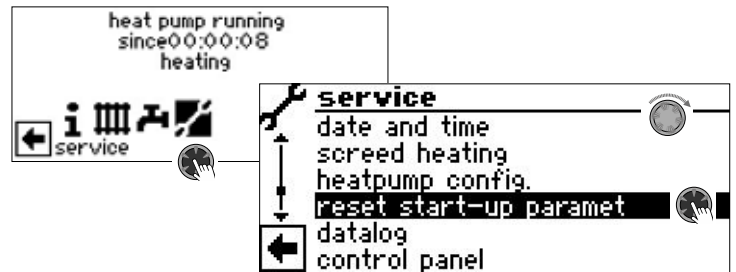 heat pump running
since00:00:08
heating
service
service
date and time
screed heating
heatpump config.
reset start-up paramet
datalog
control panel